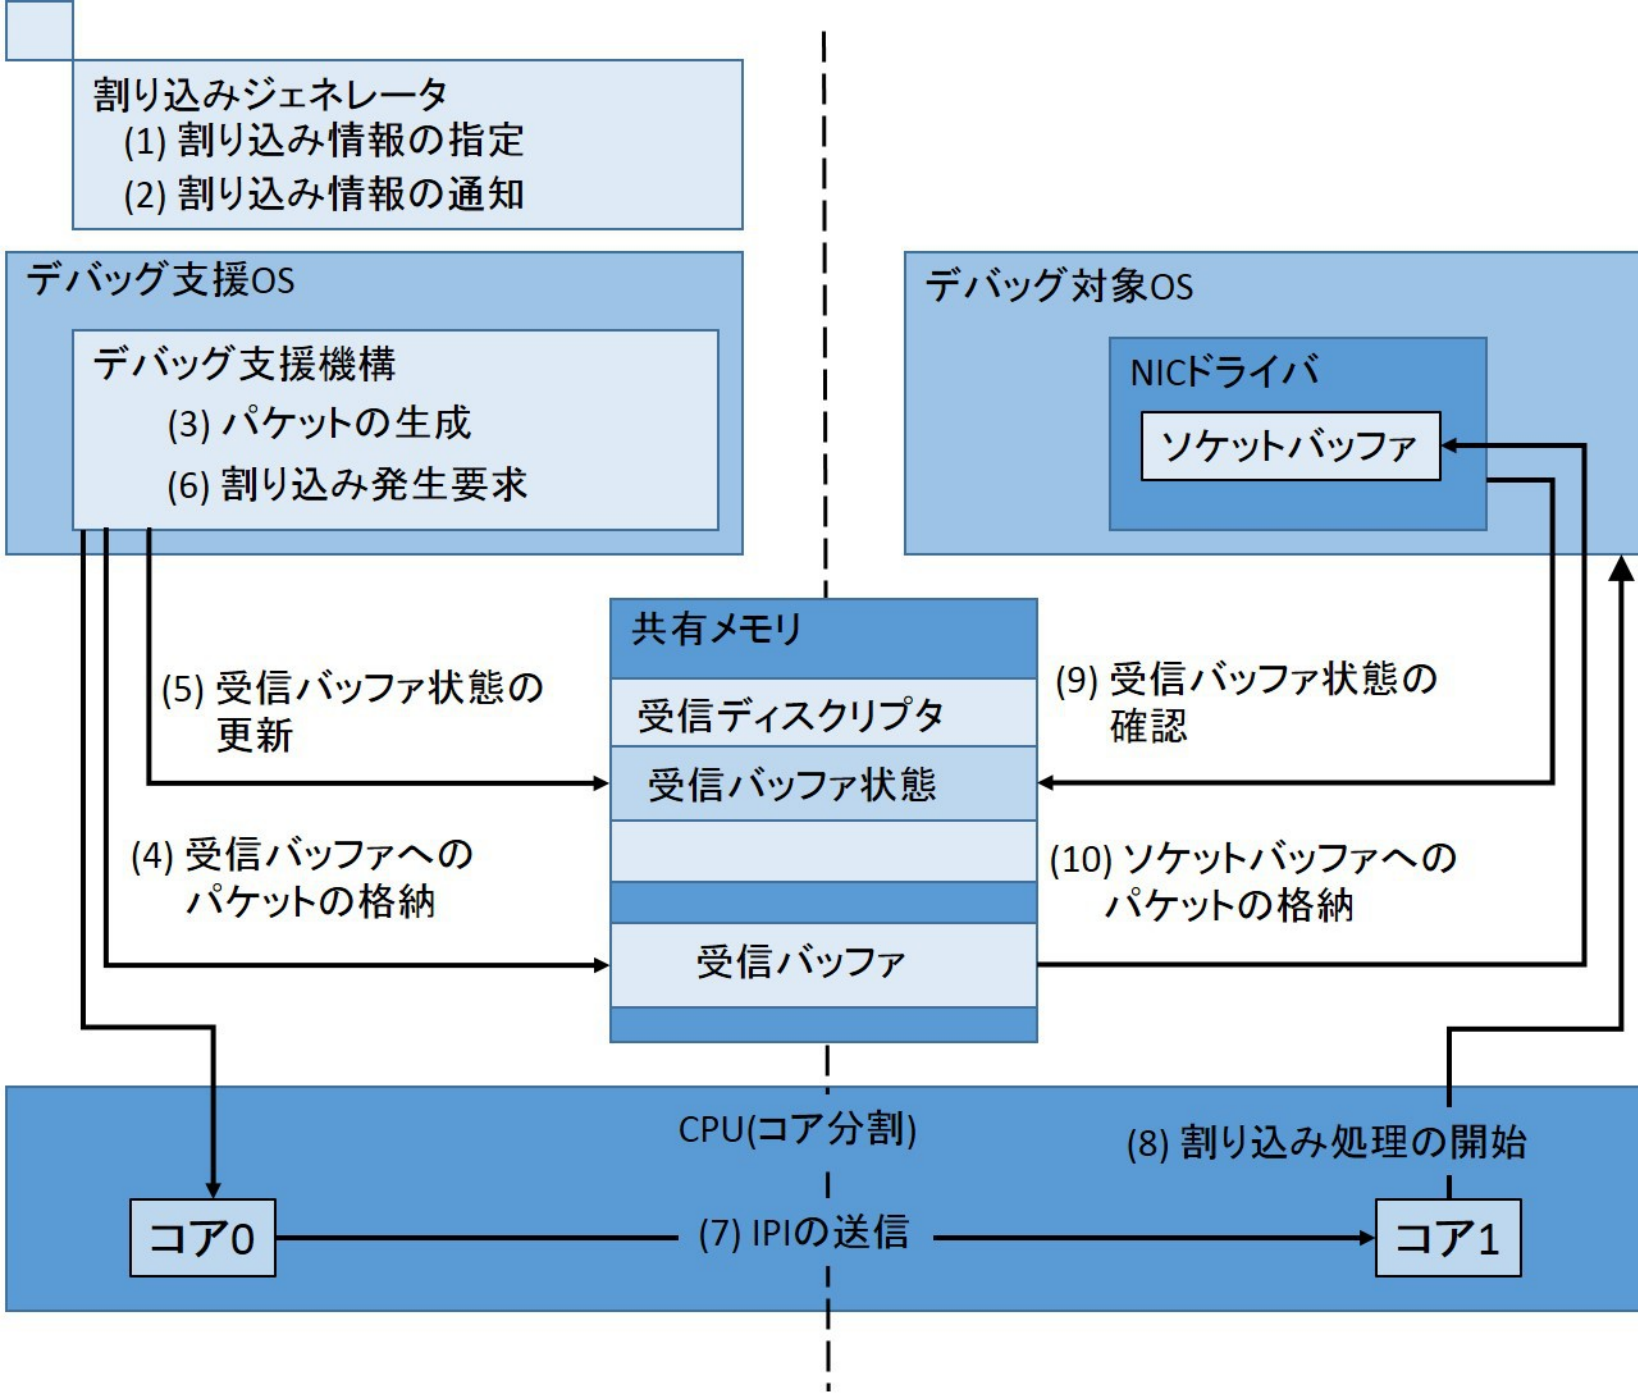 割り込みジェネレータ
(1) 割り込み情報の指定
(2) 割り込み情報の通知
デバッグ支援OS
デバッグ支援機構
(3) パケットの生成
(6) 割り込み発生要求
デバッグ対象OS
NICドライバ
ソケットバッファ
共有メモリ
受信ディスクリプタ
受信バッファ状態
受信バッファ
(5) 受信バッファ状態の
更新
(4) 受信バッファへの
パケットの格納
(9) 受信バッファ状態の
確認
(10) ソケットバッファへの
パケットの格納
CPU(コア分割)
(8) 割り込み処理の開始
コア0
(7) IPIの送信
コア1